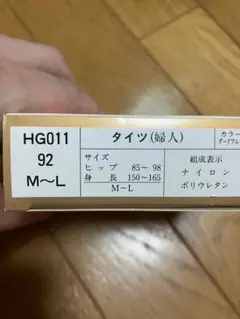 HG011
92
M～L
タイツ(婦人)
サイズ
ヒップ 85～98
身長 150～165
M～L
カラー
組成表示
ナイロン
ポリウレタン